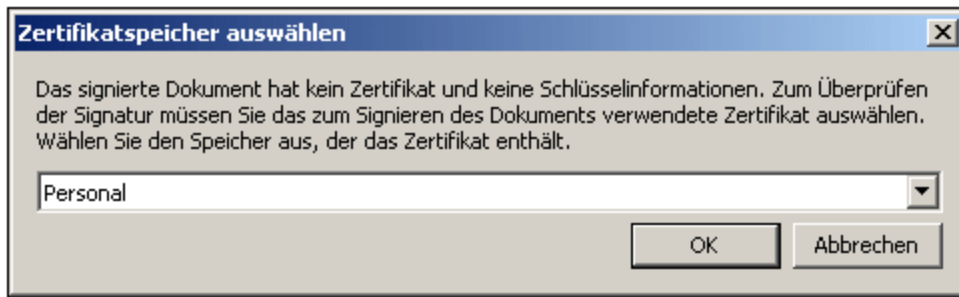 Zertifikatspeicher auswählen
Das signierte Dokument hat kein Zertifikat und keine Schlüsselinformationen. Zum Überprüfen
der Signatur müssen Sie das zum Signieren des Dokuments verwendete Zertifikat auswählen.
Wählen Sie den Speicher aus, der das Zertifikat enthält.
Personal
OK Abbrechen